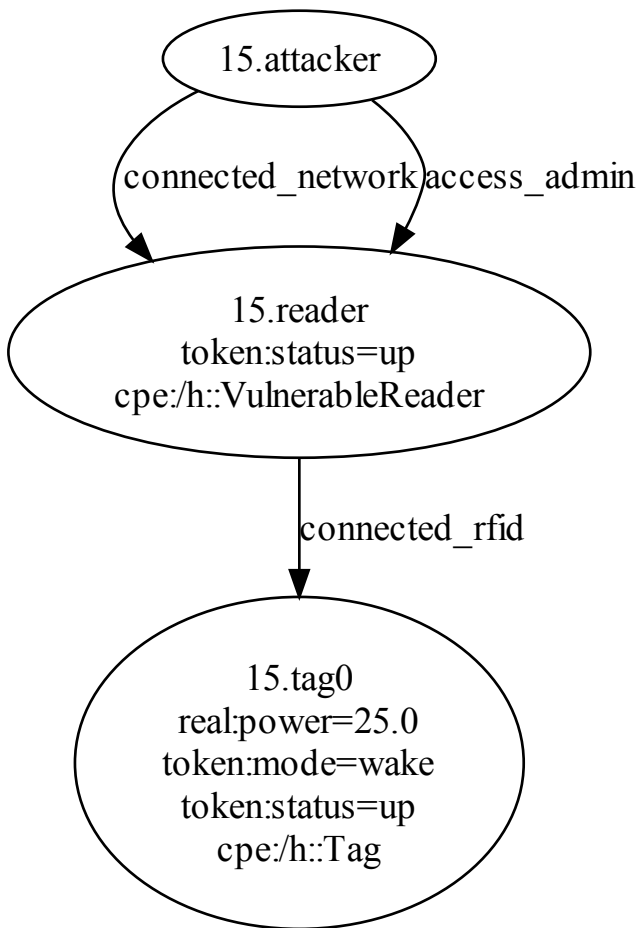 15.attacker
connected_network access_admin
15.reader
token:status=up
cpe:/h::VulnerableReader
connected_rfid
15.tag0
real:power=25.0
token:mode=wake
token:status=up
cpe:/h::Tag